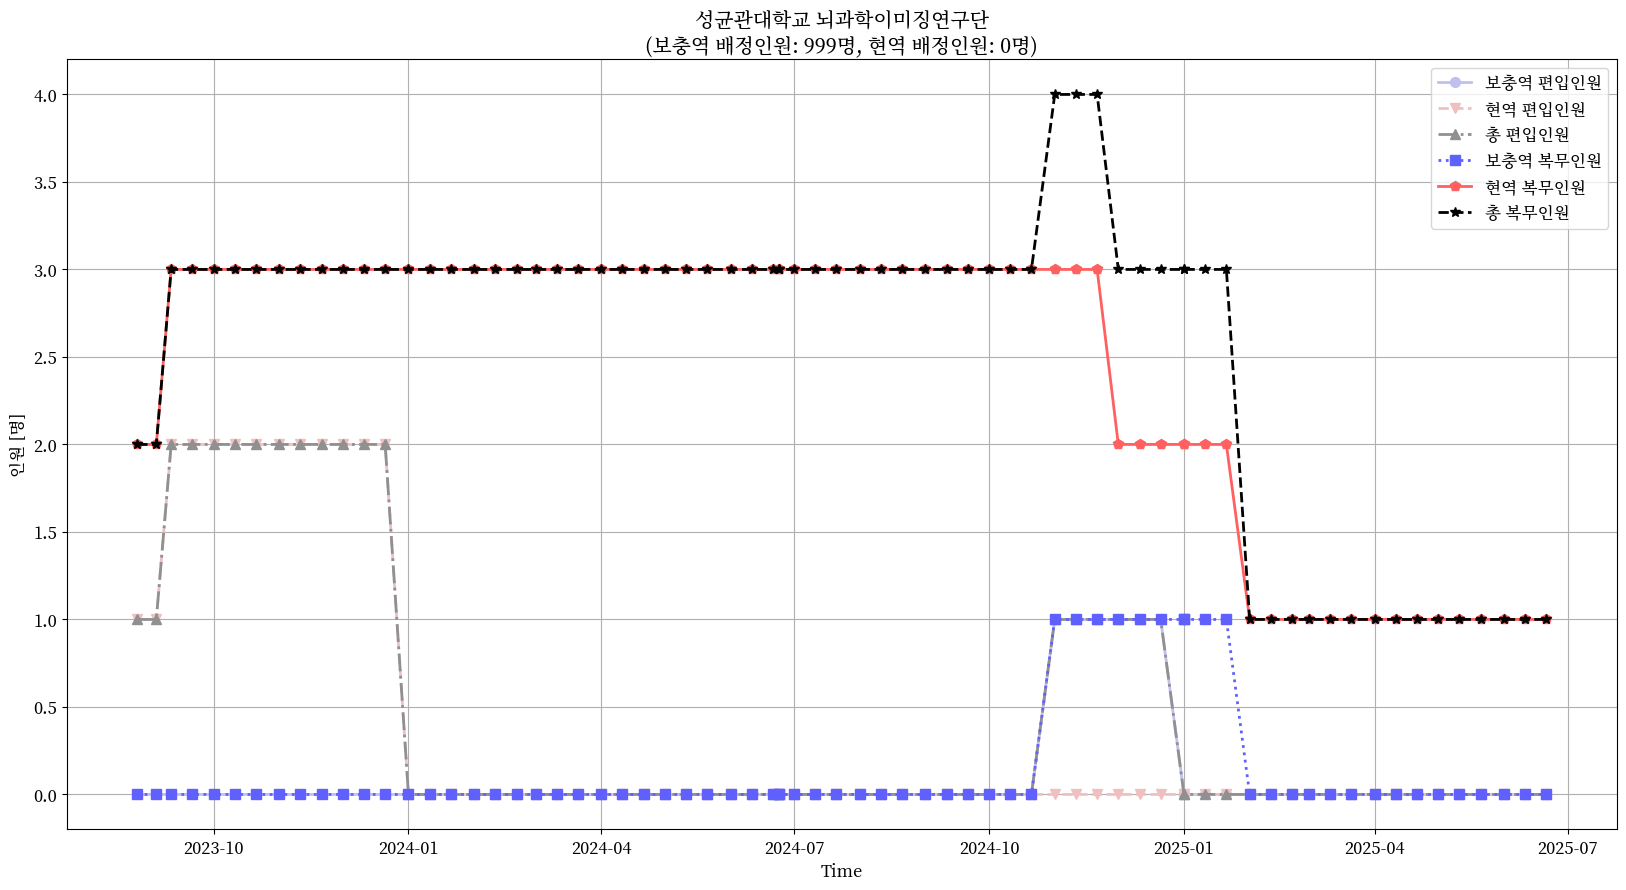 성균관대학교 뇌과학이미징연구단
(보충역 배정인원: 999명, 현역 배정인원: 0명)
보충역 편입인원
현역 편입인원
총 편입인원
보충역 복무인원
현역 복무인원
총 복무인원
인원 [명]
4.0
3.5
3.0
2.5
2.0
1.5
1.0
0.5
0.0
2023-10 2024-01 2024-04 2024-07 2024-10 2025-01 2025-04 2025-07
Time